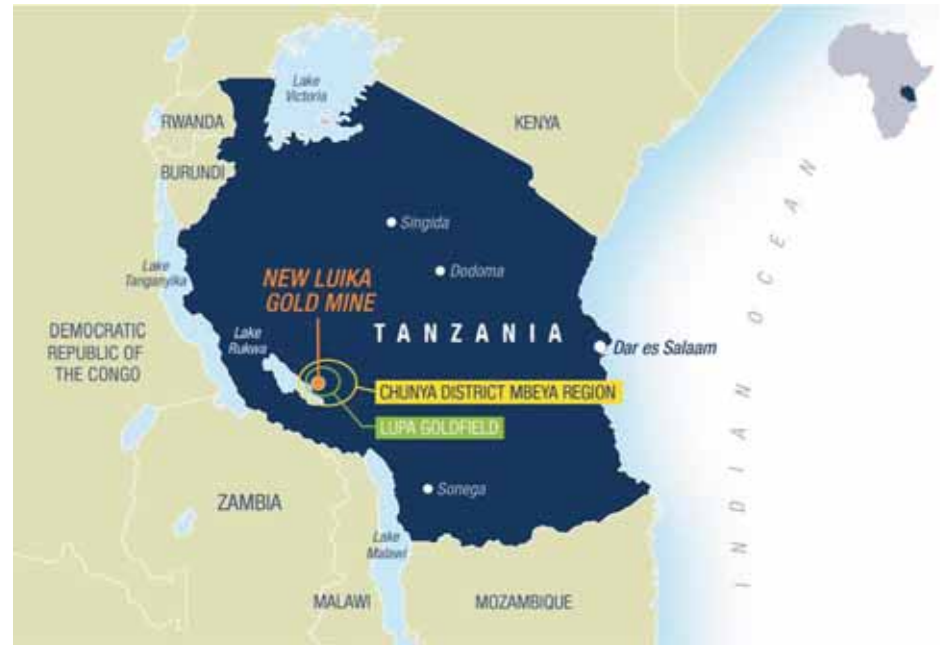 Lake
Victoria
RWANDA
KENYA
BURUNDI
Singida
Lake
Tanganyika
Dodoma
NEW LUIKA
GOLD MINE
DEMOCRATIC
REPUBLIC OF
THE CONGO
Lake
Rukwa
TANZANIA
Dar es Salaam
CHUNYA DISTRICT MBEYA REGION
LUPA GOLDFIELD
Sonega
ZAMBIA
Lake
Malawi
MALAWI
MOZAMBIQUE
INDIAN OCEAN